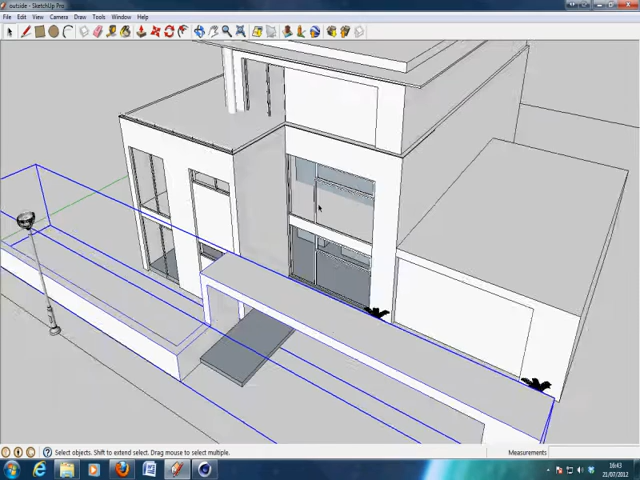 outside - SketchUp Pro
File Edit View Camera Draw Tools Window Help
Select objects. Shift to extend select. Drag mouse to select multiple.
Measurements
16:43
21/07/2012